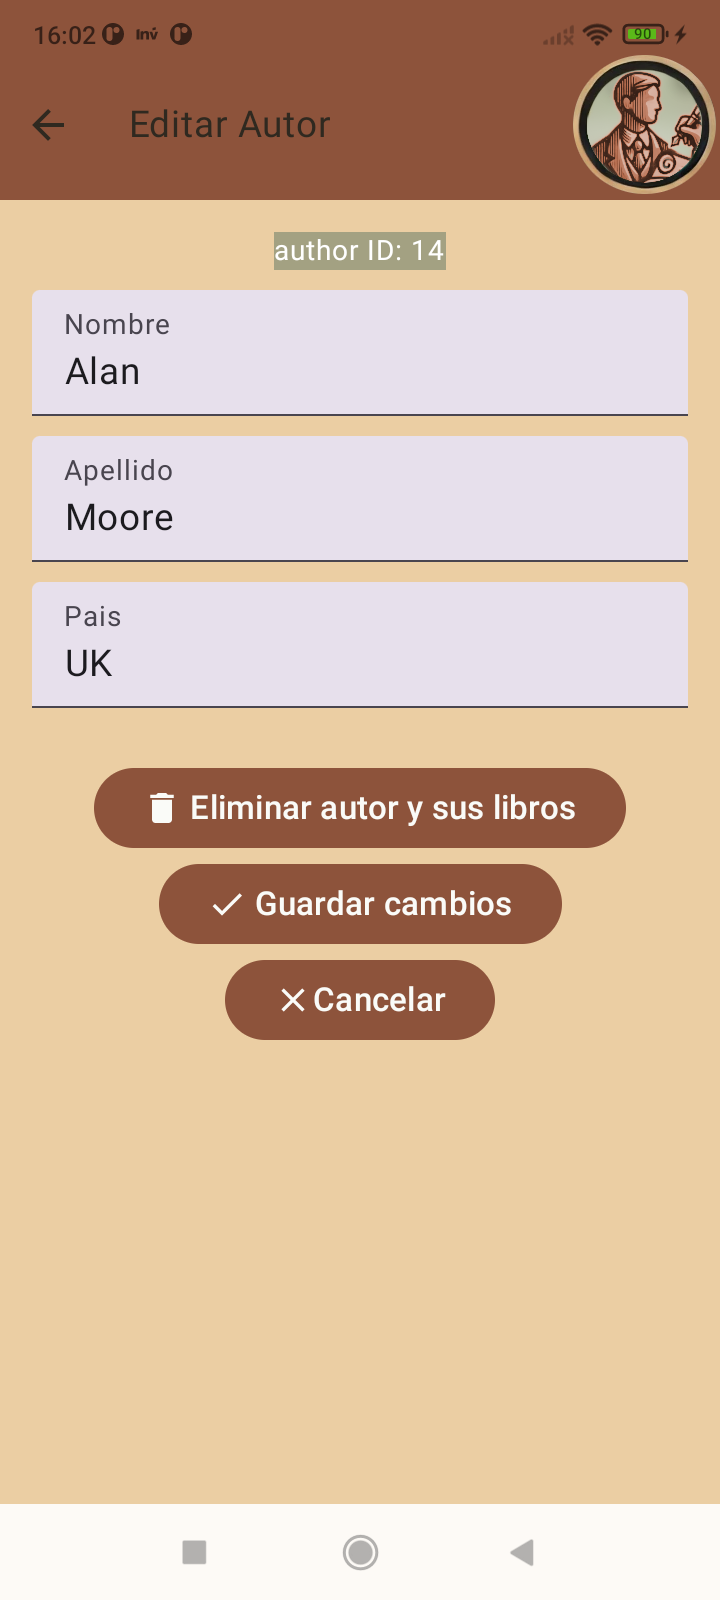 16:02 Inv 90
Editar Autor
author ID: 14
Nombre
Alan
Apellido
Moore
Pais
UK
Eliminar autor y sus libros
Guardar cambios
Cancelar